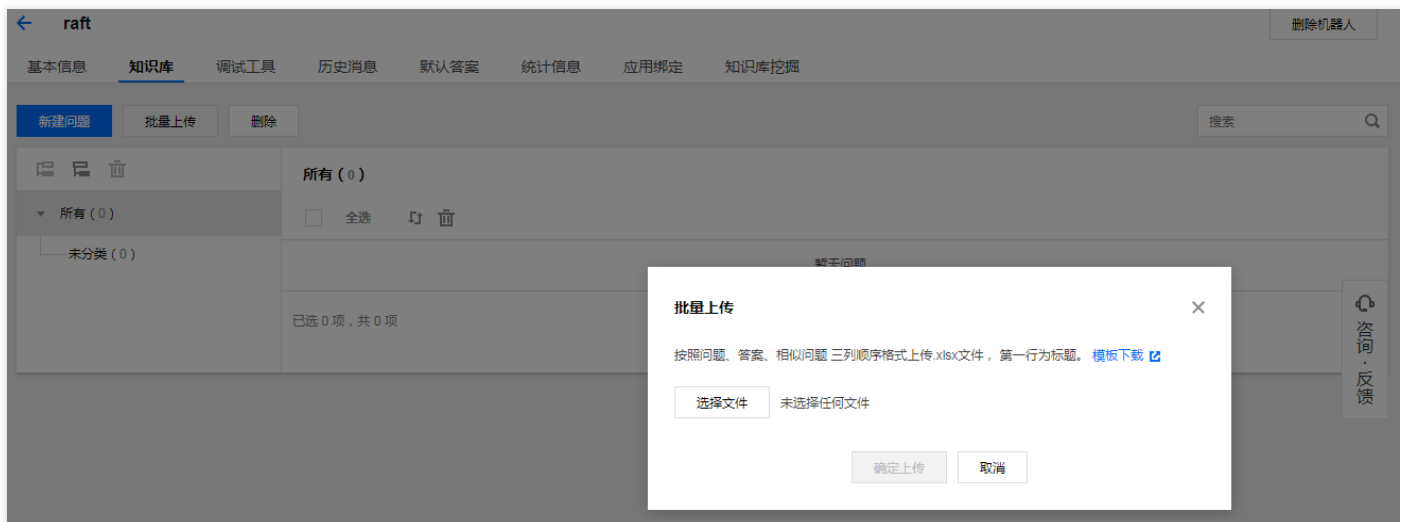 raft
删除机器人
基本信息 知识库 调试工具 历史消息 默认答案 统计信息 应用绑定 知识库挖掘
新建问题 批量上传 删除 搜索
所有 ( 0 )
全选
所有 ( 0 )
未分类 ( 0 )
暂无问题
已选 0 项 , 共 0 项
批量上传
按照问题、答案、相似问题 三列顺序格式上传.xlsx文件 , 第一行为标题。 模板下载
选择文件 未选择任何文件
确定上传 取消
咨询·反馈